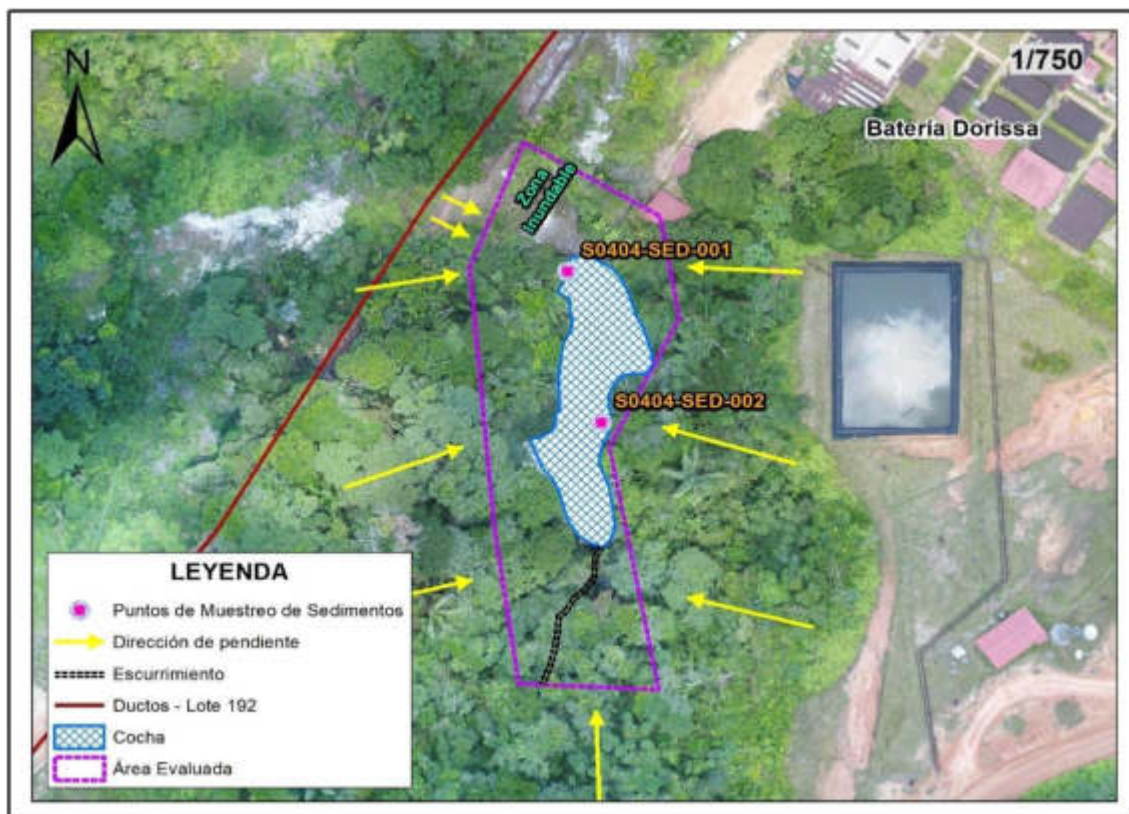 N
1/750
Batería Dorissa
Zona
Inundable
S0404-SED-001
S0404-SED-002
LEYENDA
Puntos de Muestreo de Sedimentos
Dirección de pendiente
Escurrimiento
Ductos - Lote 192
Cocha
Área Evaluada